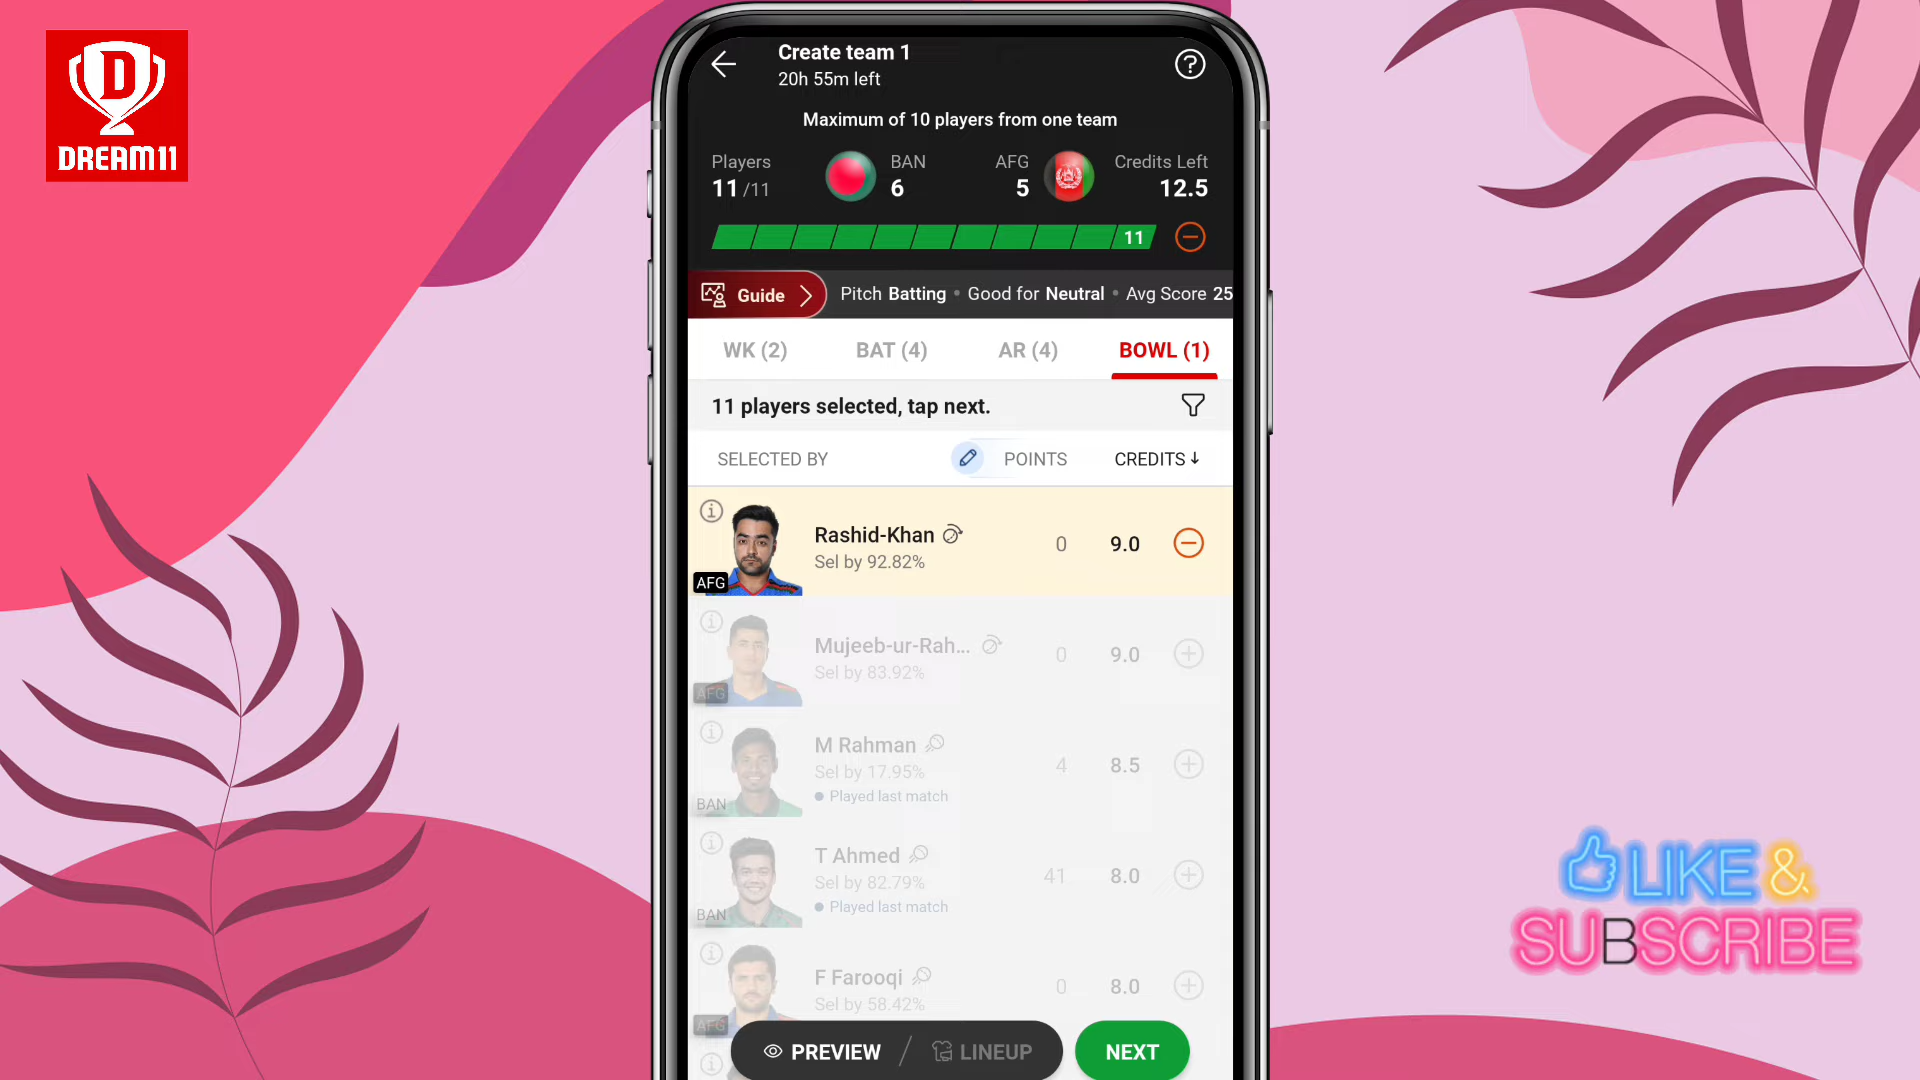 D
DREAM11
Create team 1
20h 55m left
Maximum of 10 players from one team
Players
11 /11
BAN
6
AFG
5
Credits Left
12.5
11
Guide
Pitch Batting • Good for Neutral • Avg Score 25
WK (2)
BAT (4)
AR (4)
BOWL (1)
11 players selected, tap next.
SELECTED BY
POINTS
CREDITS ↓
Rashid-Khan
Sel by 92.82%
0
9.0
AFG
Mujeeb-ur-Rah...
Sel by 83.92%
0
9.0
AFG
M Rahman
Sel by 17.95%
Played last match
4
8.5
BAN
T Ahmed
Sel by 82.79%
Played last match
41
8.0
BAN
F Farooqi
Sel by 58.42%
0
8.0
AFG
PREVIEW / LINEUP
NEXT
LIKE &
SUBSCRIBE